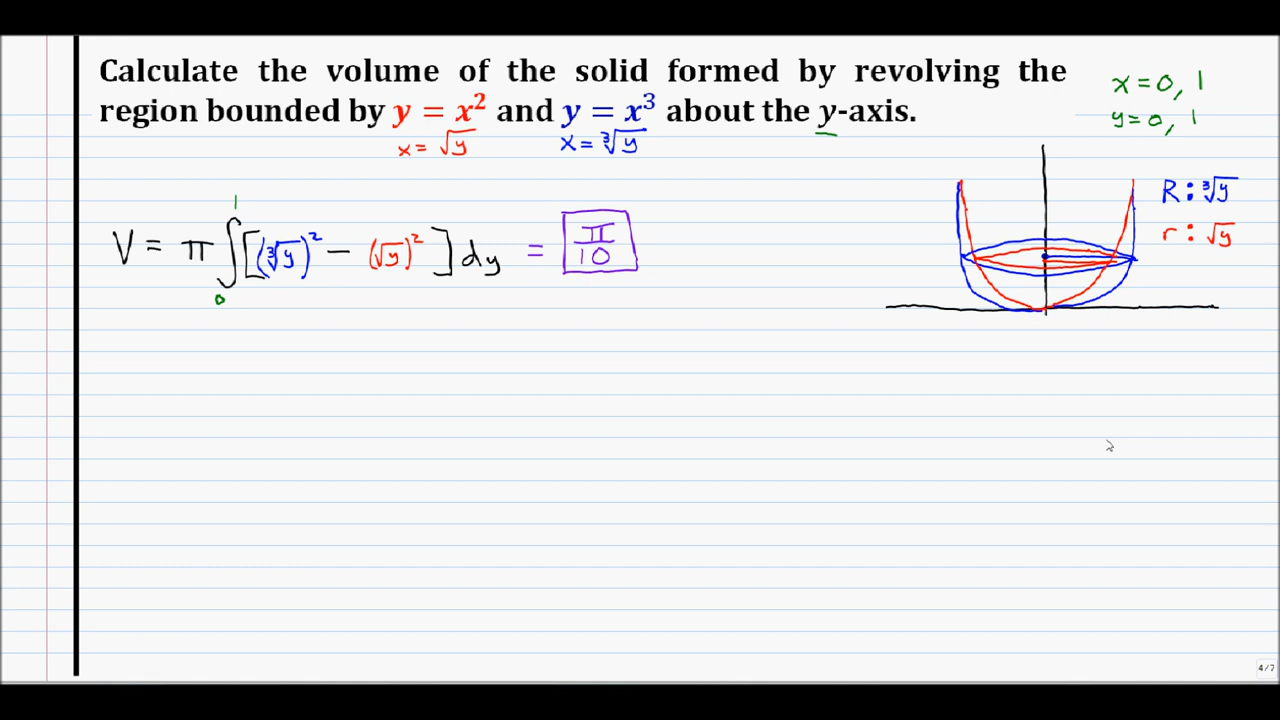 Calculate the volume of the solid formed by revolving the
region bounded by y = x² and y = x³ about the y-axis.
x = √y x = ∛y
x = 0, 1
y = 0, 1
R : ∛y
r : √y
V = π ∫₀¹ [(∛y)² − (√y)²] dy = π/10
4/7